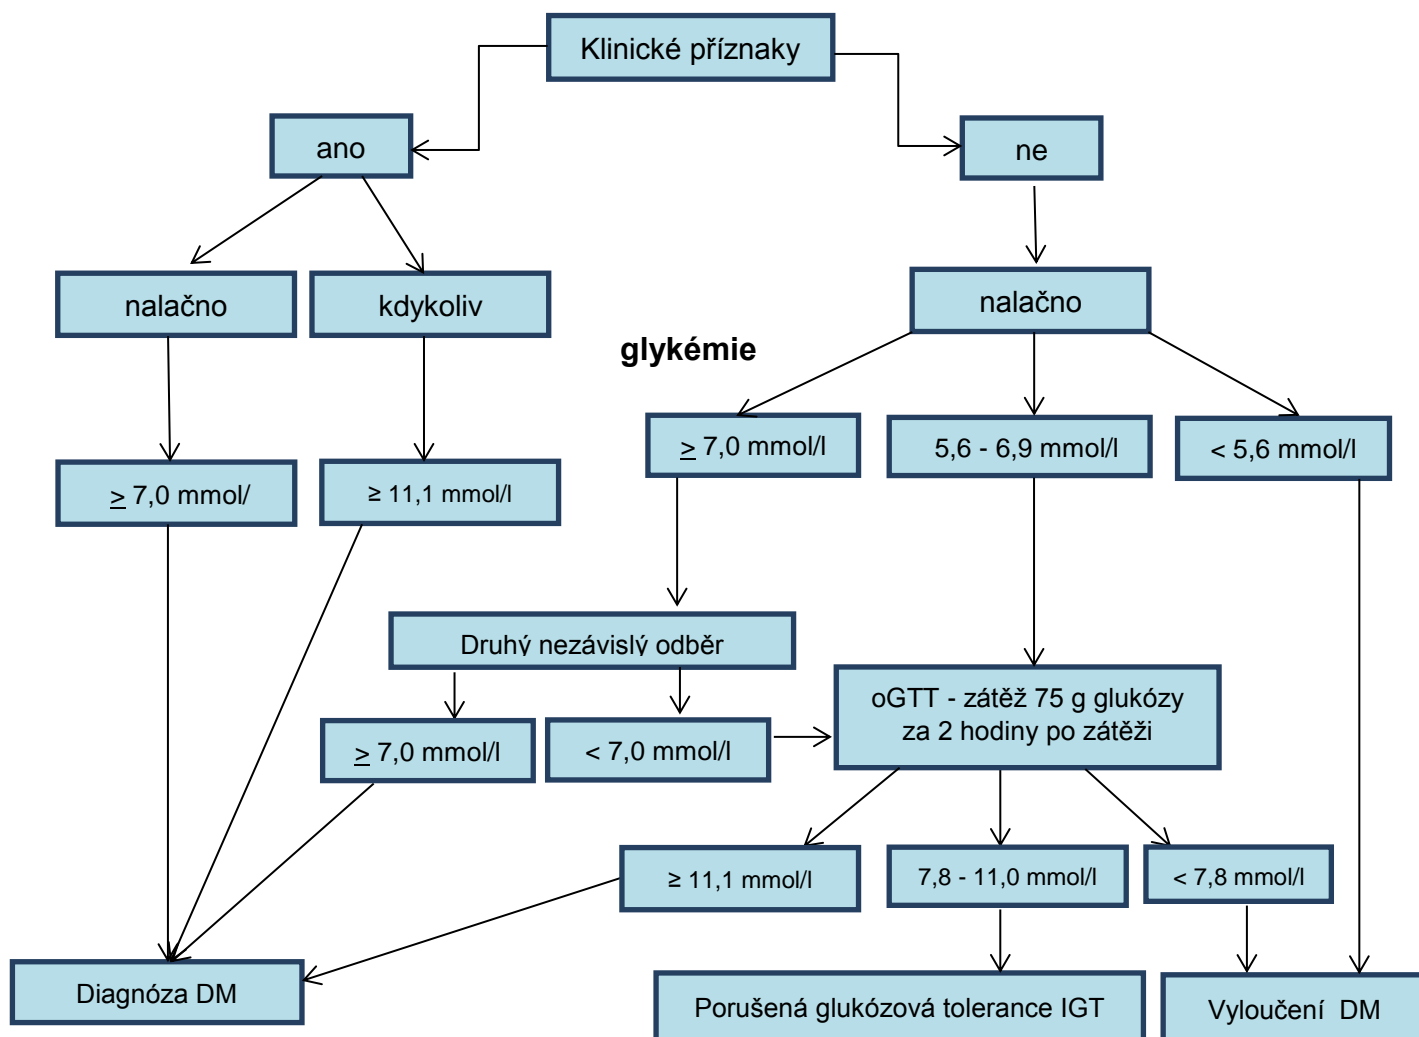 Klinické příznaky
ano
ne
nalačno
kdykoliv
nalačno
glykémie
≥ 7,0 mmol/l
5,6 - 6,9 mmol/l
< 5,6 mmol/l
≥ 7,0 mmol/
≥ 11,1 mmol/l
Druhý nezávislý odběr
oGTT - zátěž 75 g glukózy
za 2 hodiny po zátěži
≥ 7,0 mmol/l
< 7,0 mmol/l
≥ 11,1 mmol/l
7,8 - 11,0 mmol/l
< 7,8 mmol/l
Diagnóza DM
Porušená glukózová tolerance IGT
Vyloučení DM